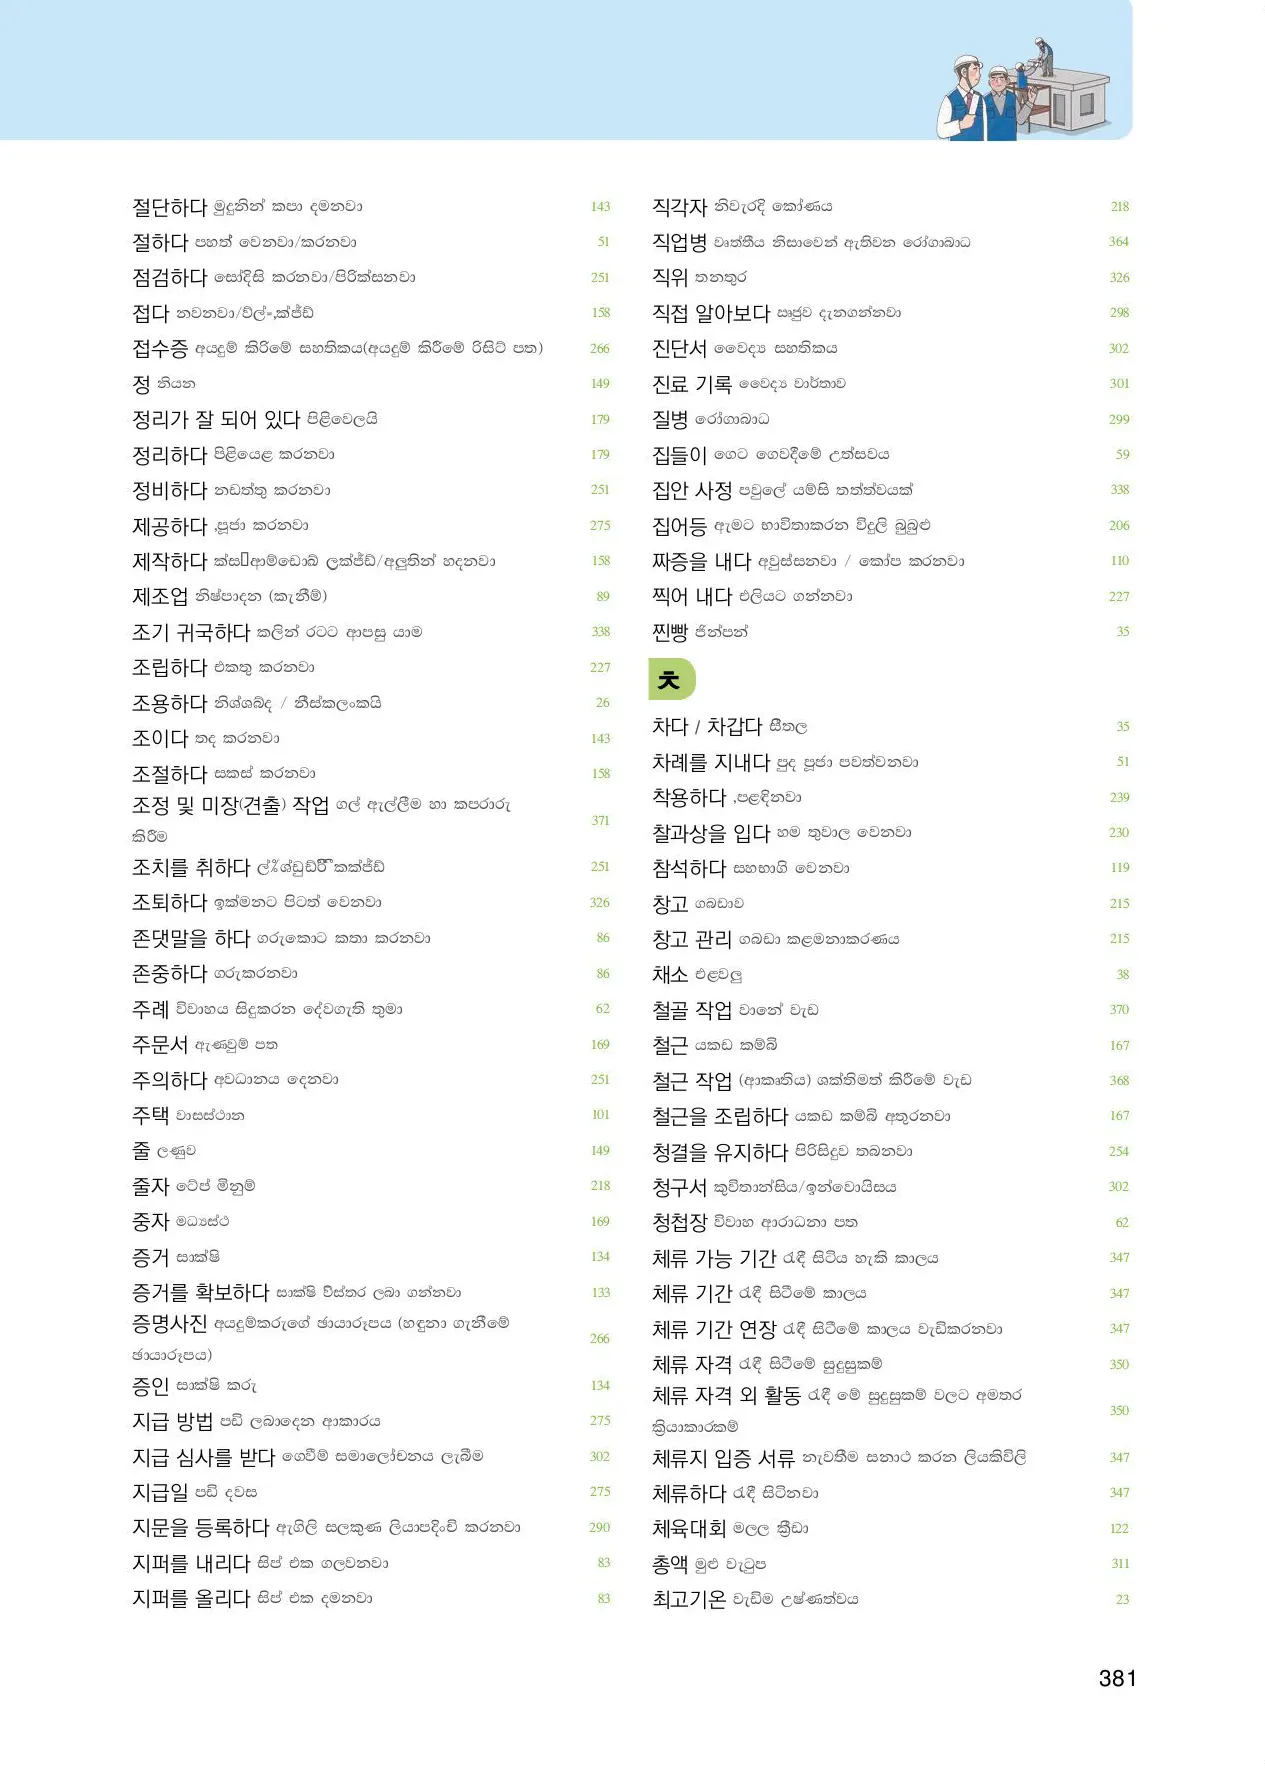 절단하다 මුදුනින් කපා දමනවා 143
절하다 පහත් වෙනවා/කරනවා 51
점검하다 සෝදිසි කරනවා/පිරික්සනවා 251
접다 නවනවා/ව්ල්=,ක්ජ්ඩ් 158
접수증 අයදුම් කිරිමේ සහතිකය(අයදුම් කිරීමේ රිසිට් පත) 266
정 නියන 149
정리가 잘 되어 있다 පිළිවෙලයි 179
정리하다 පිළියෙළ කරනවා 179
정비하다 නඩත්තු කරනවා 251
제공하다 ,පූජා කරනවා 275
제작하다 ක්ස□ආම්ඩොබ් ලක්ජ්ඩ්/අලුතින් හදනවා 158
제조업 නිෂ්පාදන (කැනීම්) 89
조기 귀국하다 කලින් රටට ආපසු යාම 338
조립하다 එකතු කරනවා 227
조용하다 නිශ්ශබ්ද / නිස්කලංකයි 26
조이다 තද කරනවා 143
조절하다 සකස් කරනවා 158
조정 및 미장(견출) 작업 ගල් ඇල්ලීම හා කපරාරු
කිරීම 371
조치를 취하다 251
조퇴하다 ඉක්මනට පිටත් වෙනවා 326
존댓말을 하다 ගරුකොට කතා කරනවා 86
존중하다 ගරුකරනවා 86
주례 විවාහය සිදුකරන දේවගැති තුමා 62
주문서 ඇණවුම් පත 169
주의하다 අවධානය දෙනවා 251
주택 වාසස්ථාන 101
줄 ලණුව 149
줄자 ටේප් මිනුම් 218
중자 මධ්‍යස්ථ 169
증거 සාක්ෂි 134
증거를 확보하다 සාක්ෂි විස්තර ලබා ගන්නවා 133
증명사진 අයදුම්කරුගේ ඡායාරූපය (හඳුනා ගැනීමේ
ඡායාරූපය) 266
증인 සාක්ෂි කරු 134
지급 방법 පඩි ලබාදෙන ආකාරය 275
지급 심사를 받다 ගෙවීම් සමාලෝචනය ලැබීම 302
지급일 පඩි දවස 275
지문을 등록하다 ඇගිලි සලකුණ ලියාපදිංචි කරනවා 290
지퍼를 내리다 සිප් එක ගලවනවා 83
지퍼를 올리다 සිප් එක දමනවා 83
직각자 නිවැරදි කෝණය 218
직업병 වෘත්තීය නිසාවෙන් ඇතිවන රෝගාබාධ 364
직위 තනතුර 326
직접 알아보다 ඍජුව දැනගන්නවා 298
진단서 වෛද්‍ය සහතිකය 302
진료 기록 වෛද්‍ය වාර්තාව 301
질병 රෝගාබාධ 299
집들이 ගෙට ගෙවදීමේ උත්සවය 59
집안 사정 පවුලේ යම්සි තත්ත්වයක් 338
집어등 ඇමට භාවිතාකරන විදුලි බුබුළු 206
짜증을 내다 අවුස්සනවා / කෝප කරනවා 110
찍어 내다 එලියට ගන්නවා 227
찐빵 ජින්පන් 35
ㅊ
차다 / 차갑다 සීතල 35
차례를 지내다 පුද පූජා පවත්වනවා 51
착용하다 ,පළඳිනවා 239
찰과상을 입다 හම තුවාල වෙනවා 230
참석하다 සහභාගි වෙනවා 119
창고 ගබඩාව 215
창고 관리 ගබඩා කළමනාකරණය 215
채소 එළවලු 38
철골 작업 වානේ වැඩ 370
철근 යකඩ කම්බි 167
철근 작업 (ආකෘතිය) ශක්තිමත් කිරීමේ වැඩ 368
철근을 조립하다 යකඩ කම්බි අතුරනවා 167
청결을 유지하다 පිරිසිදුව තබනවා 254
청구서 කුවිතාන්සිය/ඉන්වොයිසය 302
청첩장 විවාහ ආරාධනා පත 62
체류 가능 기간 රැඳී සිටිය හැකි කාලය 347
체류 기간 රැඳී සිටීමේ කාලය 347
체류 기간 연장 රැඳී සිටීමේ කාලය වැඩිකරනවා 347
체류 자격 රැඳී සිටීමේ සුදුසුකම් 350
체류 자격 외 활동 රැඳී මේ සුදුසුකම් වලට අමතර
ක්‍රියාකාරකම් 350
체류지 입증 서류 නැවතීම සනාථ කරන ලියකිවිලි 347
체류하다 රැඳී සිටිනවා 347
체육대회 මලල ක්‍රීඩා 122
총액 මුළු වැටුප 311
최고기온 වැඩිම උෂ්ණත්වය 23
381